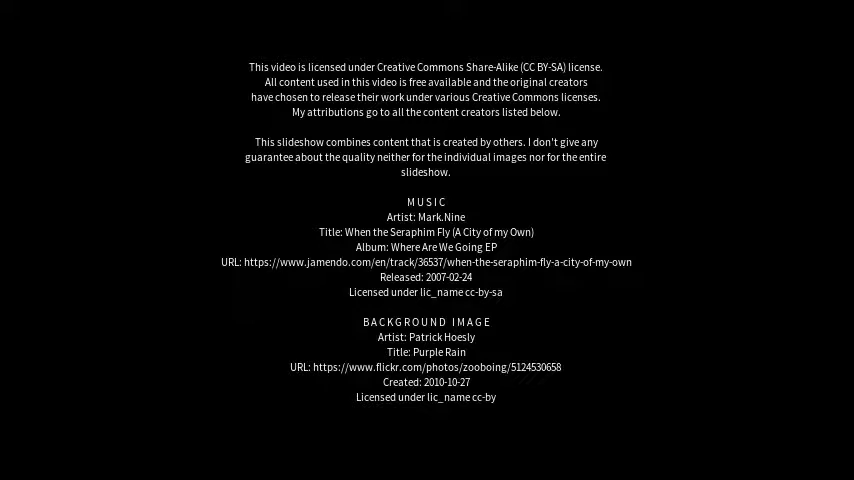 This video is licensed under Creative Commons Share-Alike (CC BY-SA) license.
All content used in this video is free available and the original creators
have chosen to release their work under various Creative Commons licenses.
My attributions go to all the content creators listed below.
This slideshow combines content that is created by others. I don't give any
guarantee about the quality neither for the individual images nor for the entire
slideshow.
MUSIC
Artist: Mark.Nine
Title: When the Seraphim Fly (A City of my Own)
Album: Where Are We Going EP
URL: https://www.jamendo.com/en/track/36537/when-the-seraphim-fly-a-city-of-my-own
Released: 2007-02-24
Licensed under lic_name cc-by-sa
BACKGROUND IMAGE
Artist: Patrick Hoesly
Title: Purple Rain
URL: https://www.flickr.com/photos/zooboing/5124530658
Created: 2010-10-27
Licensed under lic_name cc-by